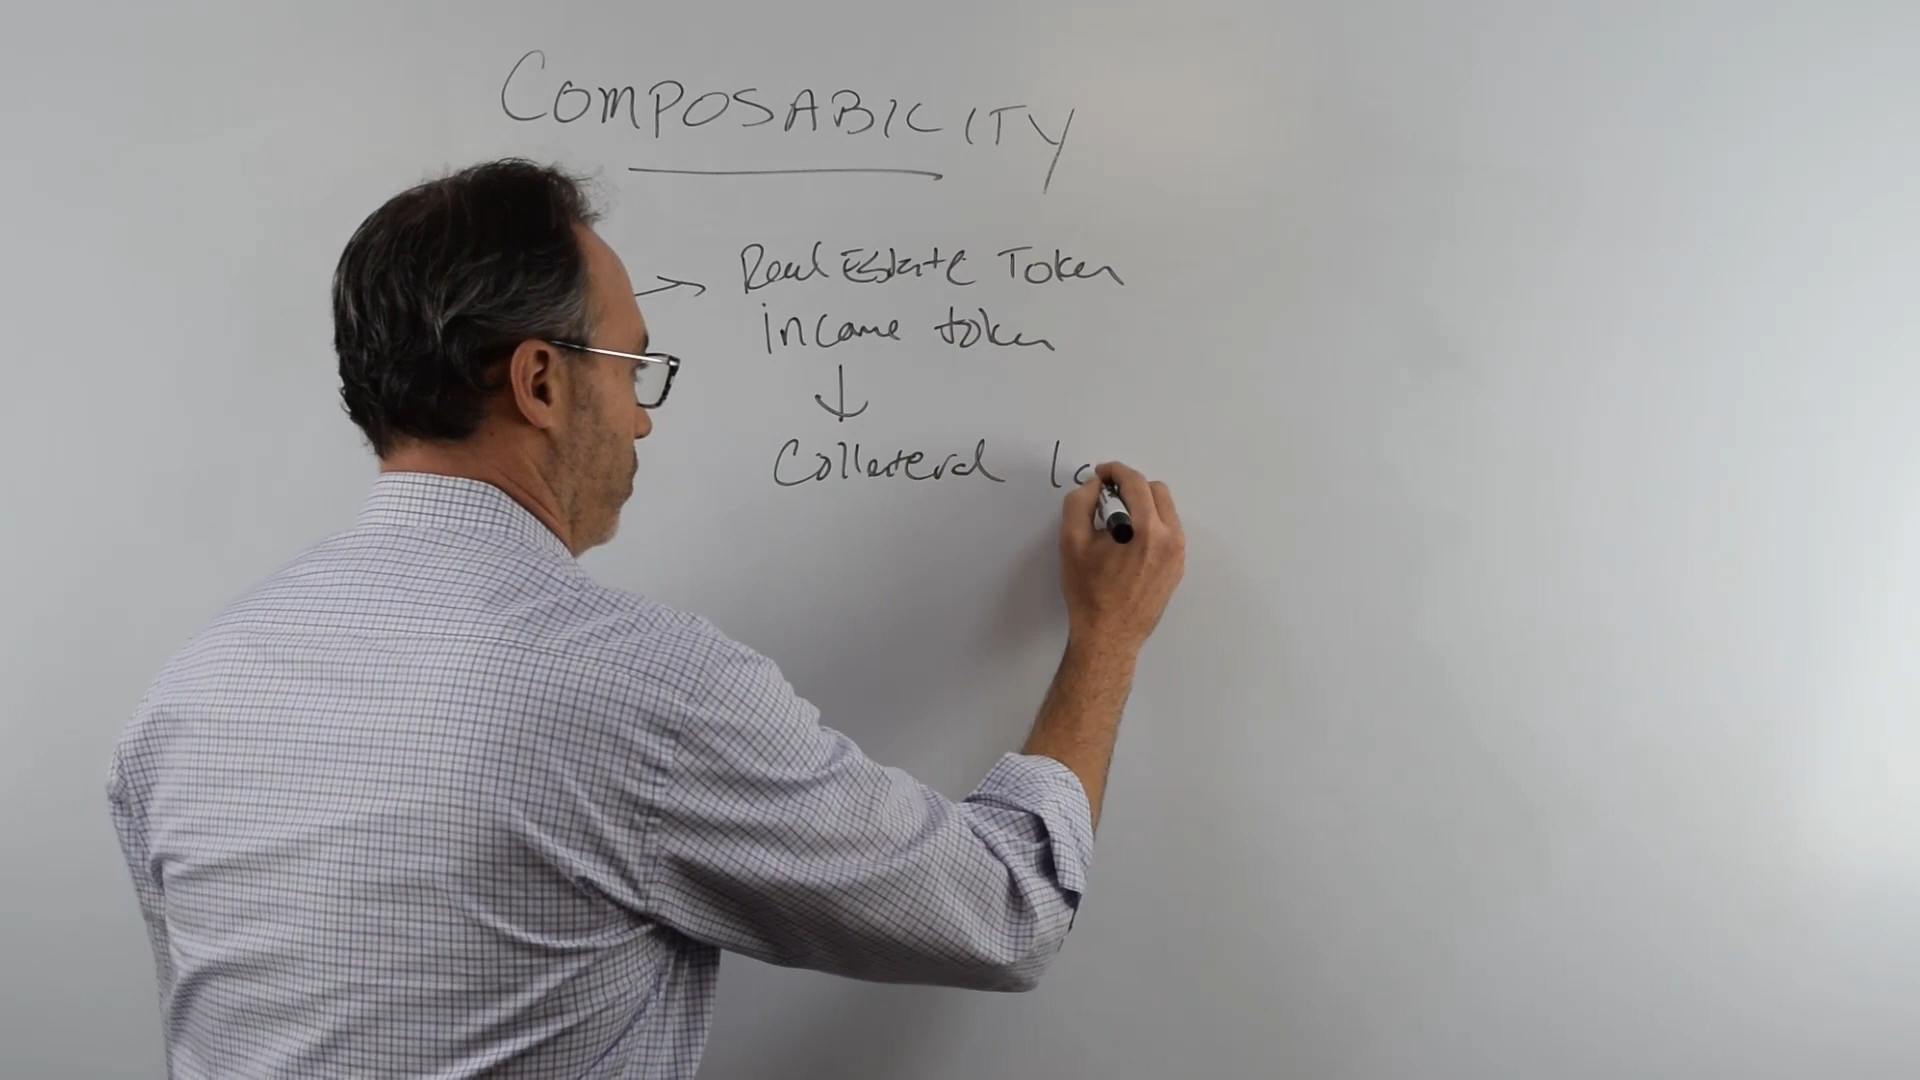 COMPOSABILITY
→ Real Estate Token
income token
↓
Collateral